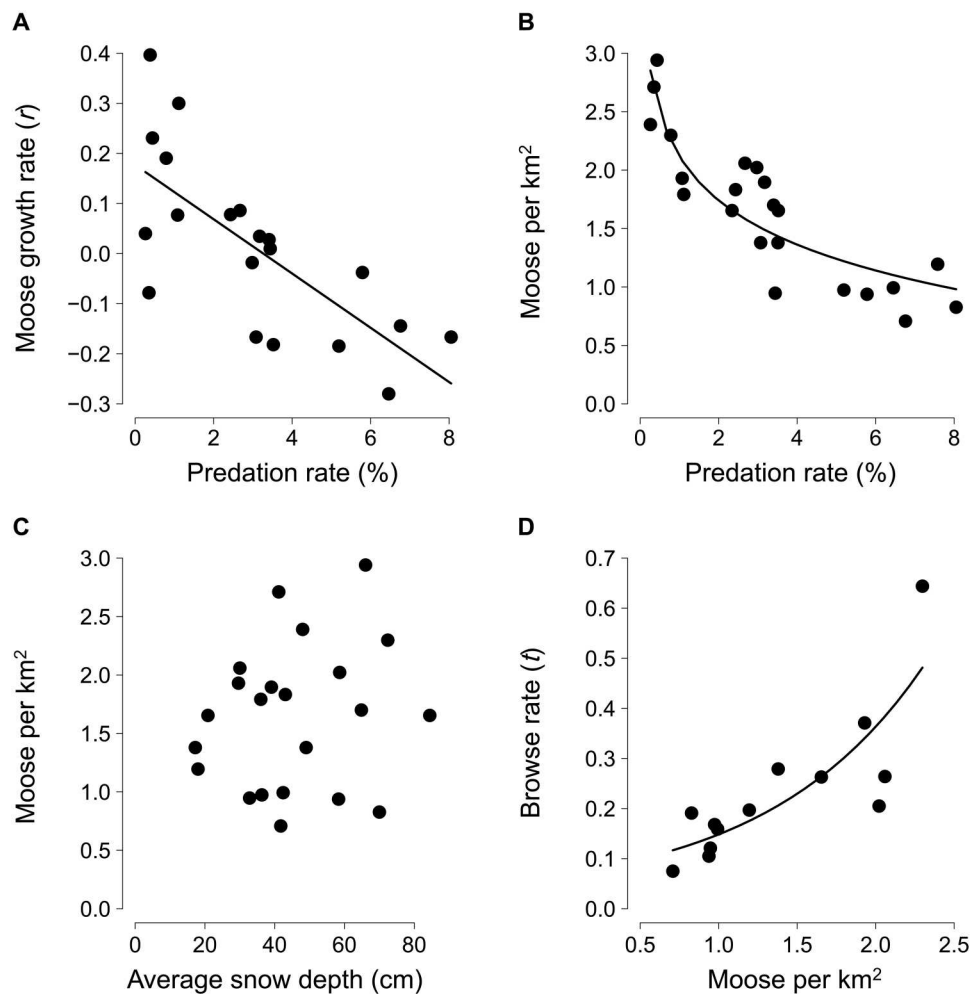 A
Moose growth rate (r)
0.4
0.3
0.2
0.1
0.0
−0.1
−0.2
−0.3
0 2 4 6 8
Predation rate (%)
B
Moose per km²
3.0
2.5
2.0
1.5
1.0
0.5
0.0
0 2 4 6 8
Predation rate (%)
C
Moose per km²
3.0
2.5
2.0
1.5
1.0
0.5
0.0
0 20 40 60 80
Average snow depth (cm)
D
Browse rate (t)
0.7
0.6
0.5
0.4
0.3
0.2
0.1
0.0
0.5 1.0 1.5 2.0 2.5
Moose per km²